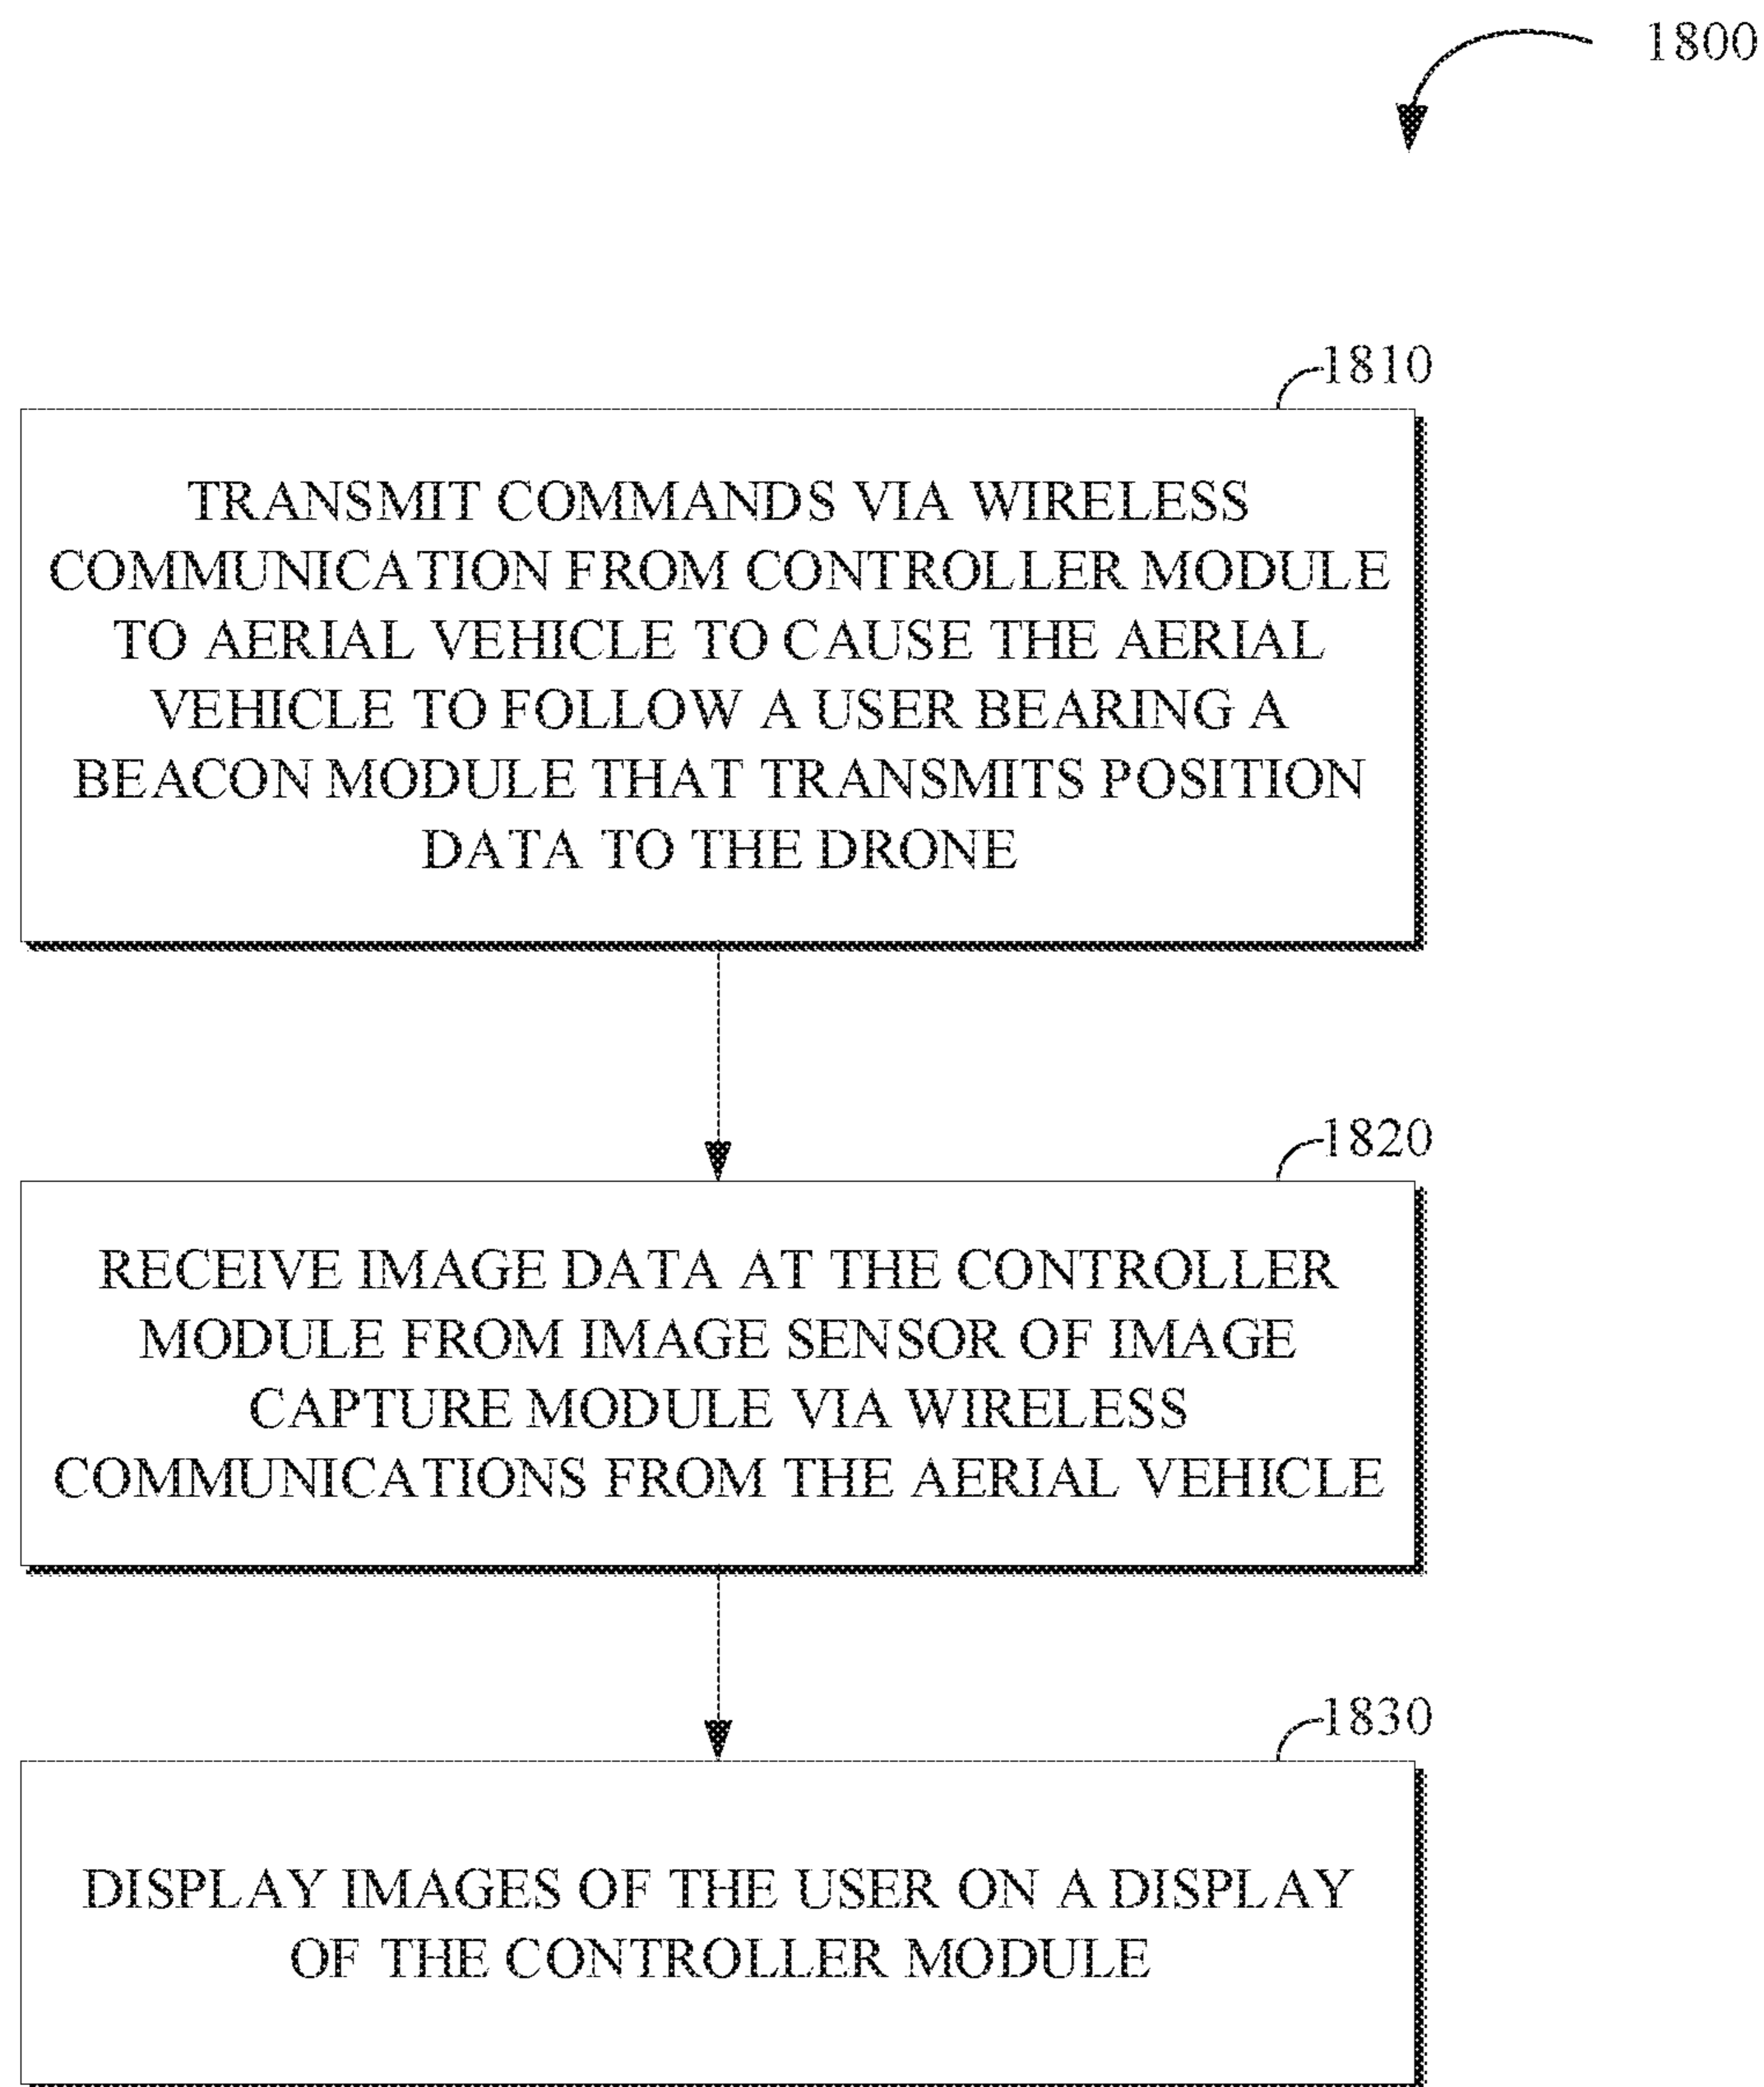 1800
1810
TRANSMIT COMMANDS VIA WIRELESS
COMMUNICATION FROM CONTROLLER MODULE
TO AERIAL VEHICLE TO CAUSE THE AERIAL
VEHICLE TO FOLLOW A USER BEARING A
BEACON MODULE THAT TRANSMITS POSITION
DATA TO THE DRONE
1820
RECEIVE IMAGE DATA AT THE CONTROLLER
MODULE FROM IMAGE SENSOR OF IMAGE
CAPTURE MODULE VIA WIRELESS
COMMUNICATIONS FROM THE AERIAL VEHICLE
1830
DISPLAY IMAGES OF THE USER ON A DISPLAY
OF THE CONTROLLER MODULE